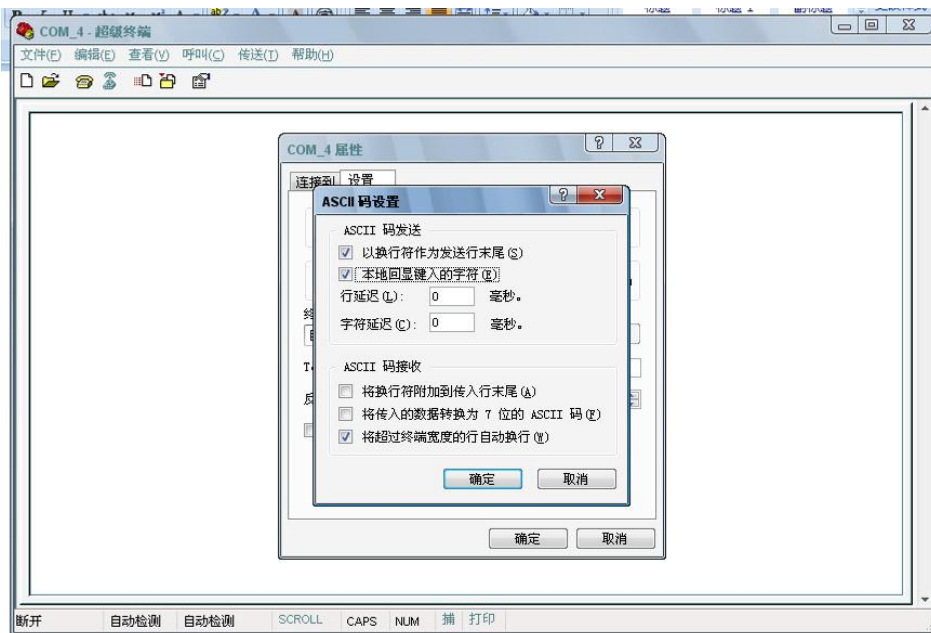 COM_4 - 超级终端
文件(F) 编辑(E) 查看(V) 呼叫(C) 传送(T) 帮助(H)
COM_4 属性
连接到 设置
ASCII 码设置
ASCII 码发送
以换行符作为发送行末尾(S)
本地回显键入的字符(E)
行延迟(L): 0 毫秒。
字符延迟(C): 0 毫秒。
ASCII 码接收
将换行符附加到传入行末尾(A)
将传入的数据转换为 7 位的 ASCII 码(F)
将超过终端宽度的行自动换行(W)
确定 取消
确定 取消
断开 自动检测 自动检测 SCROLL CAPS NUM 捕 打印